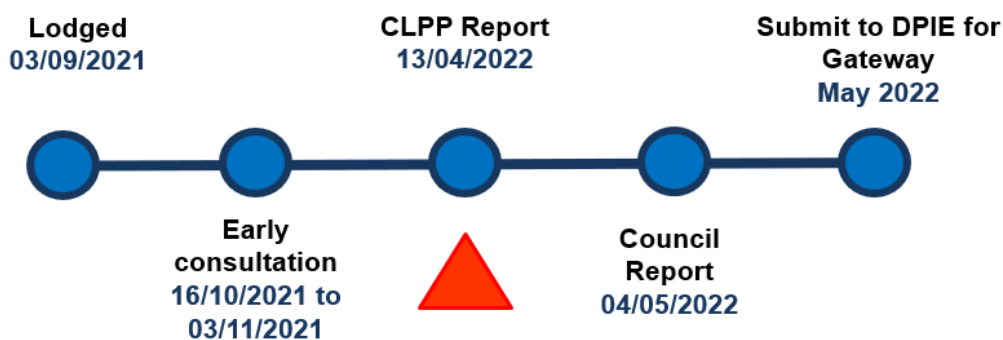 Lodged
03/09/2021
CLPP Report
13/04/2022
Submit to DPIE for
Gateway
May 2022
Early
consultation
16/10/2021 to
03/11/2021
Council
Report
04/05/2022